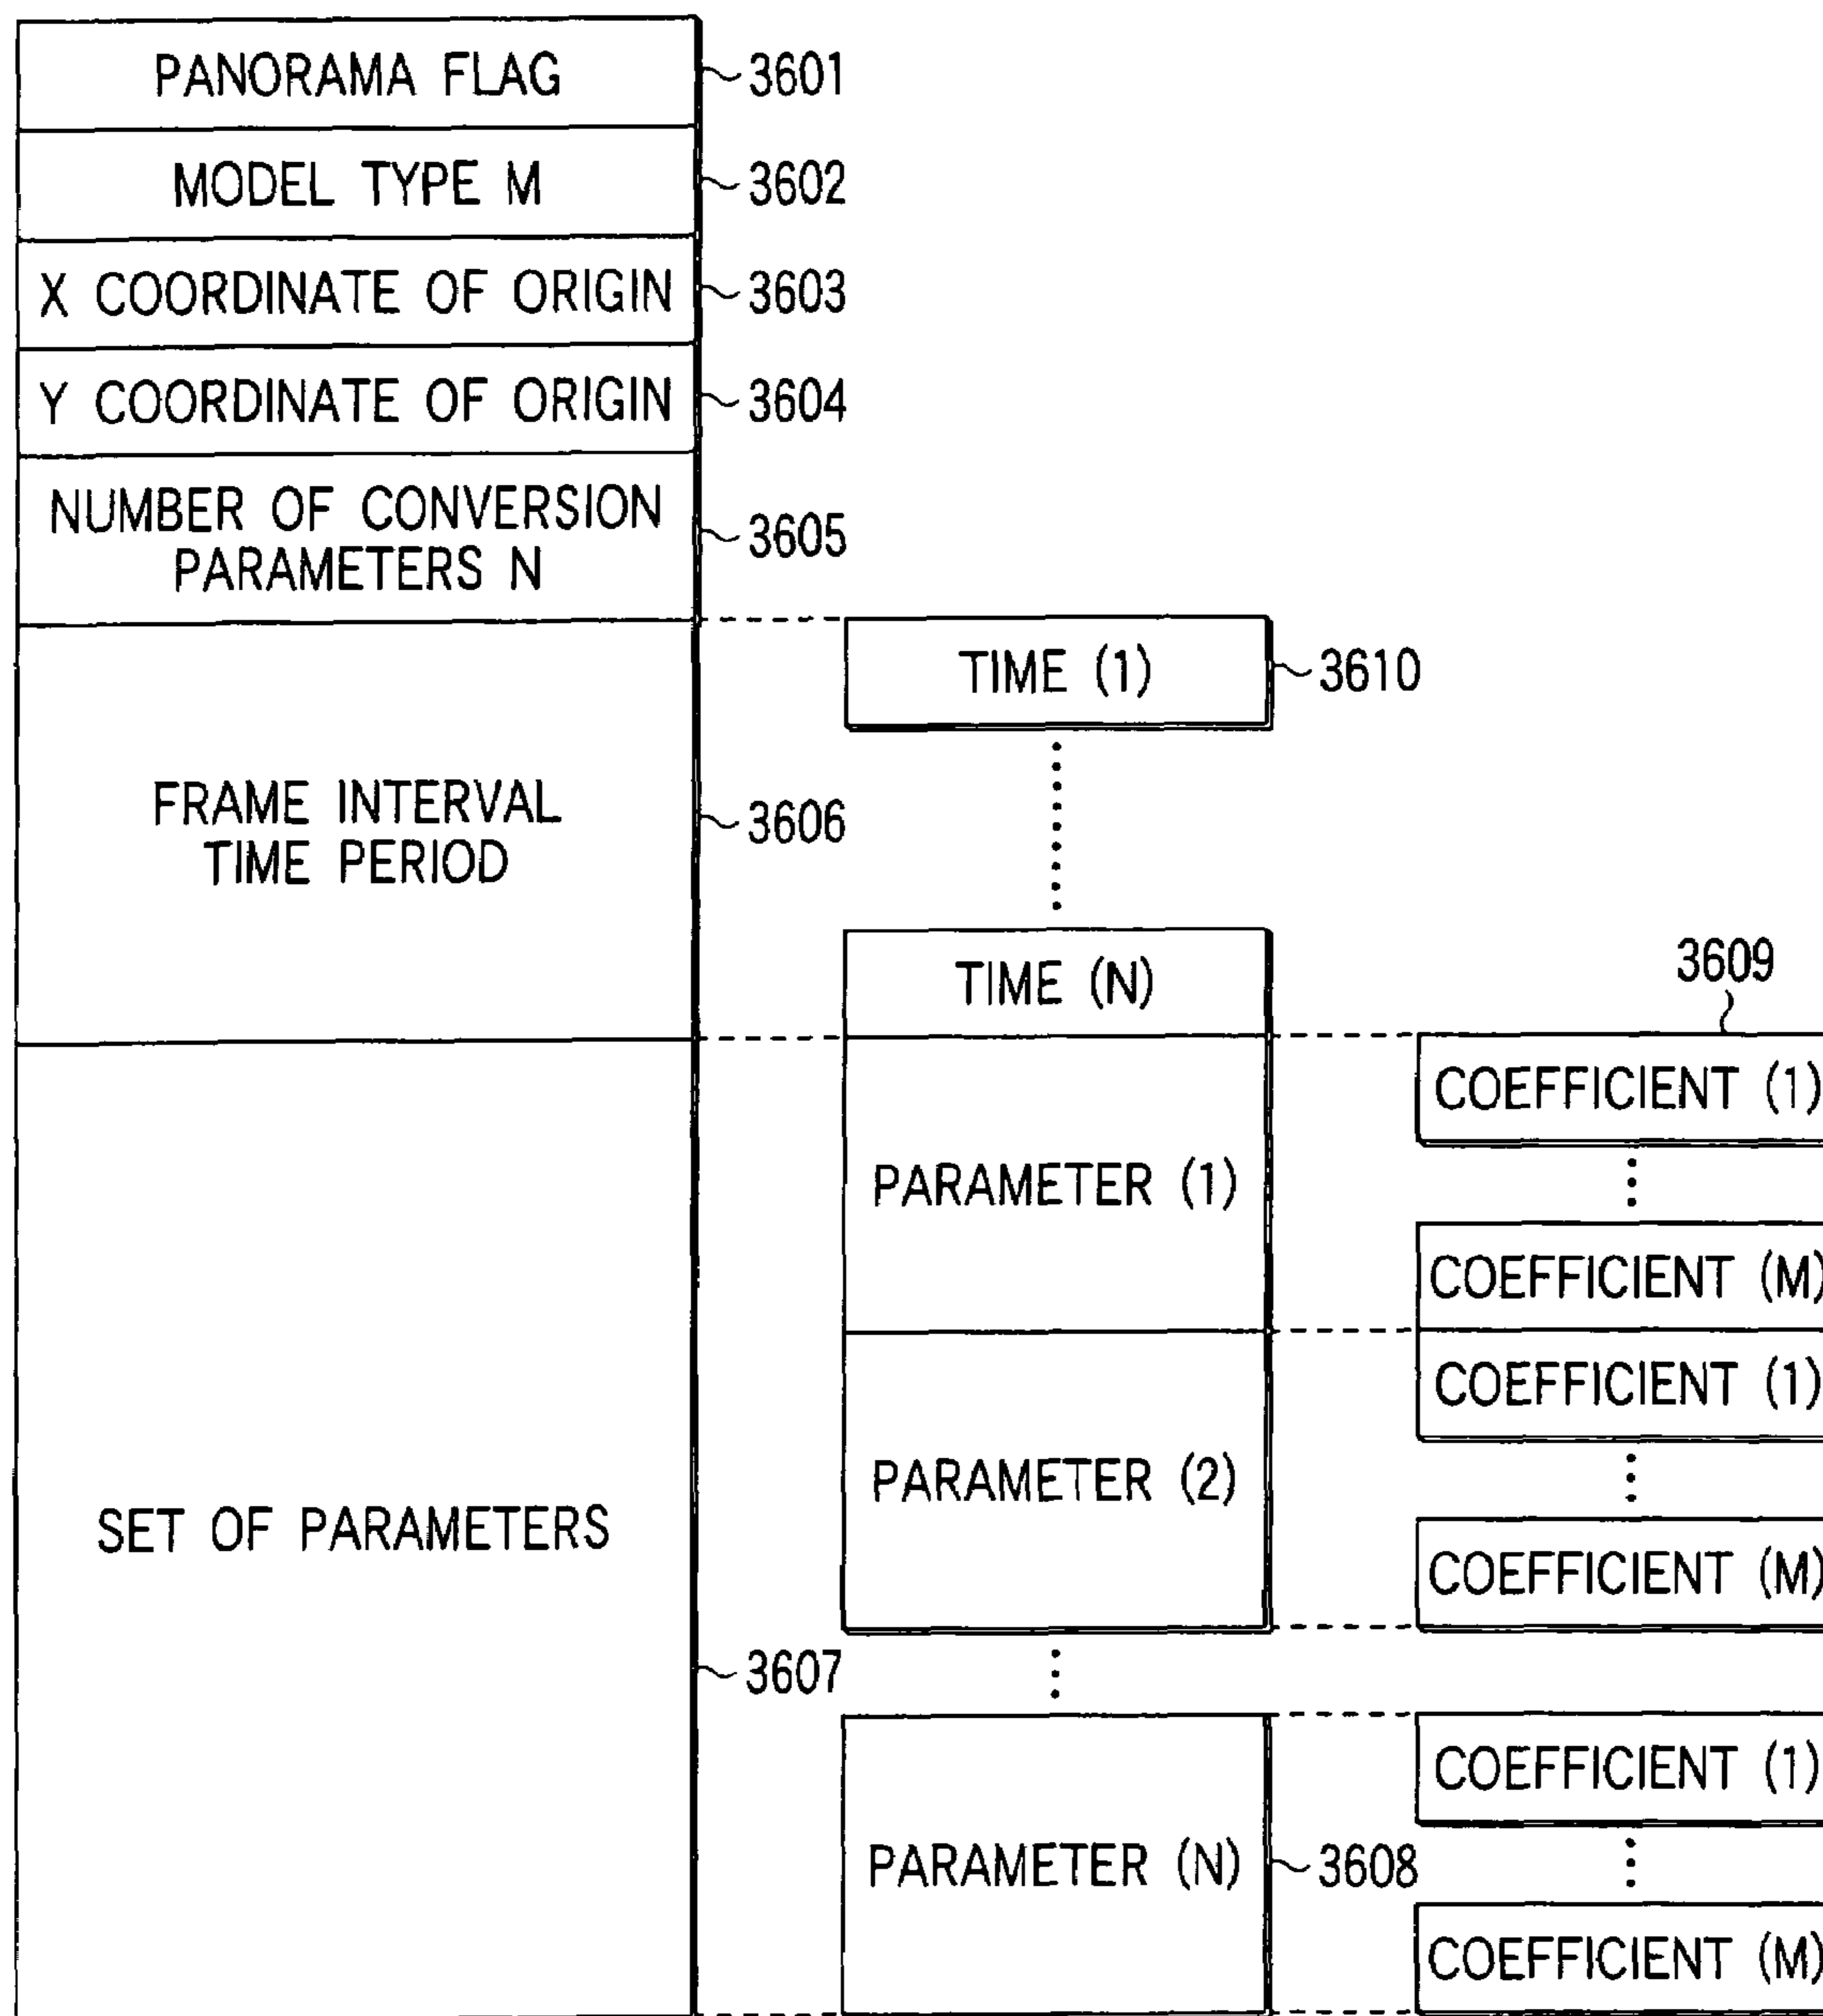 PANORAMA FLAG
3601
MODEL TYPE M
3602
X COORDINATE OF ORIGIN
3603
Y COORDINATE OF ORIGIN
3604
NUMBER OF CONVERSION
PARAMETERS N
3605
FRAME INTERVAL
TIME PERIOD
3606
TIME (1)
3610
TIME (N)
SET OF PARAMETERS
3607
PARAMETER (1)
PARAMETER (2)
PARAMETER (N)
3608
3609
COEFFICIENT (1)
COEFFICIENT (M)
COEFFICIENT (1)
COEFFICIENT (M)
COEFFICIENT (1)
COEFFICIENT (M)